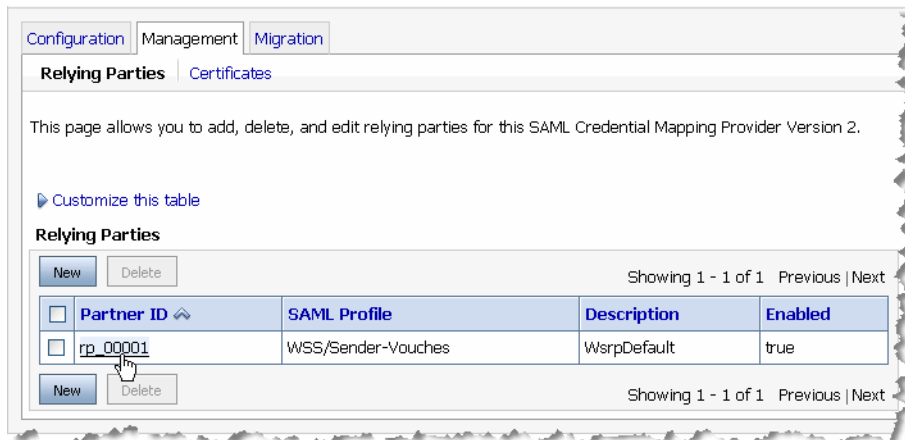 Configuration Management Migration
Relying Parties Certificates
This page allows you to add, delete, and edit relying parties for this SAML Credential Mapping Provider Version 2.
Customize this table
Relying Parties
New Delete Showing 1 - 1 of 1 Previous | Next
Partner ID SAML Profile Description Enabled
rp_00001 WSS/Sender-Vouches WsrpDefault true
New Delete Showing 1 - 1 of 1 Previous | Next